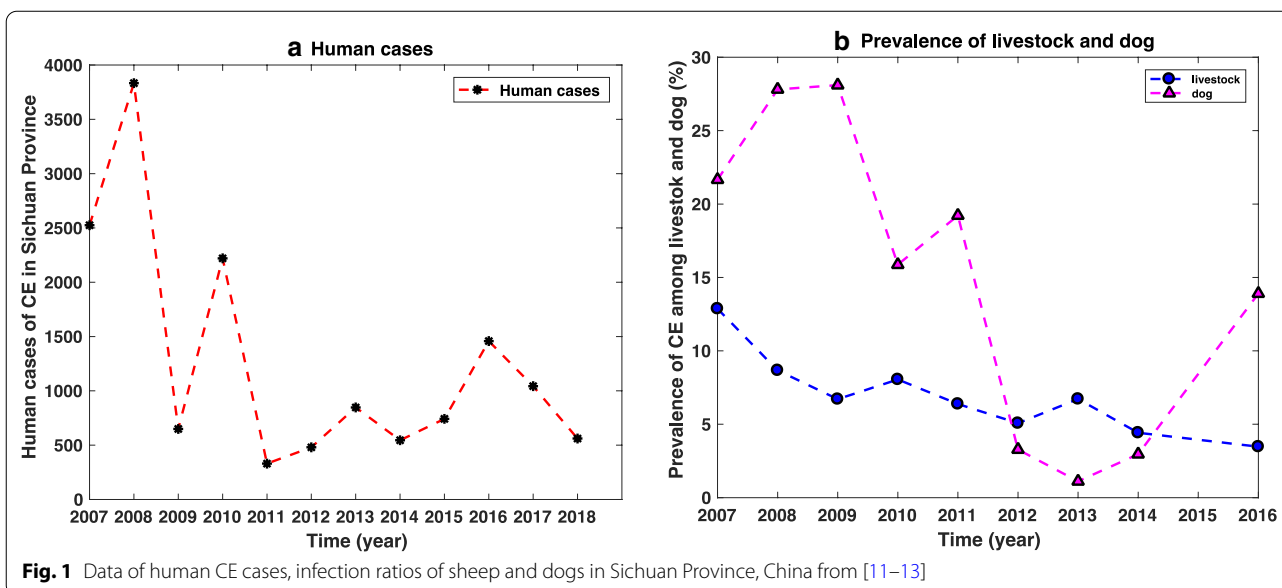 a Human cases
Human cases of CE in Sichuan Province
4000
3500
3000
2500
2000
1500
1000
500
0
Human cases
2007 2008 2009 2010 2011 2012 2013 2014 2015 2016 2017 2018
Time (year)
b Prevalence of livestock and dog
Prevalence of CE among livestok and dog (%)
30
25
20
15
10
5
0
livestock
dog
2007 2008 2009 2010 2011 2012 2013 2014 2015 2016
Time (year)
Fig. 1 Data of human CE cases, infection ratios of sheep and dogs in Sichuan Province, China from [11–13]